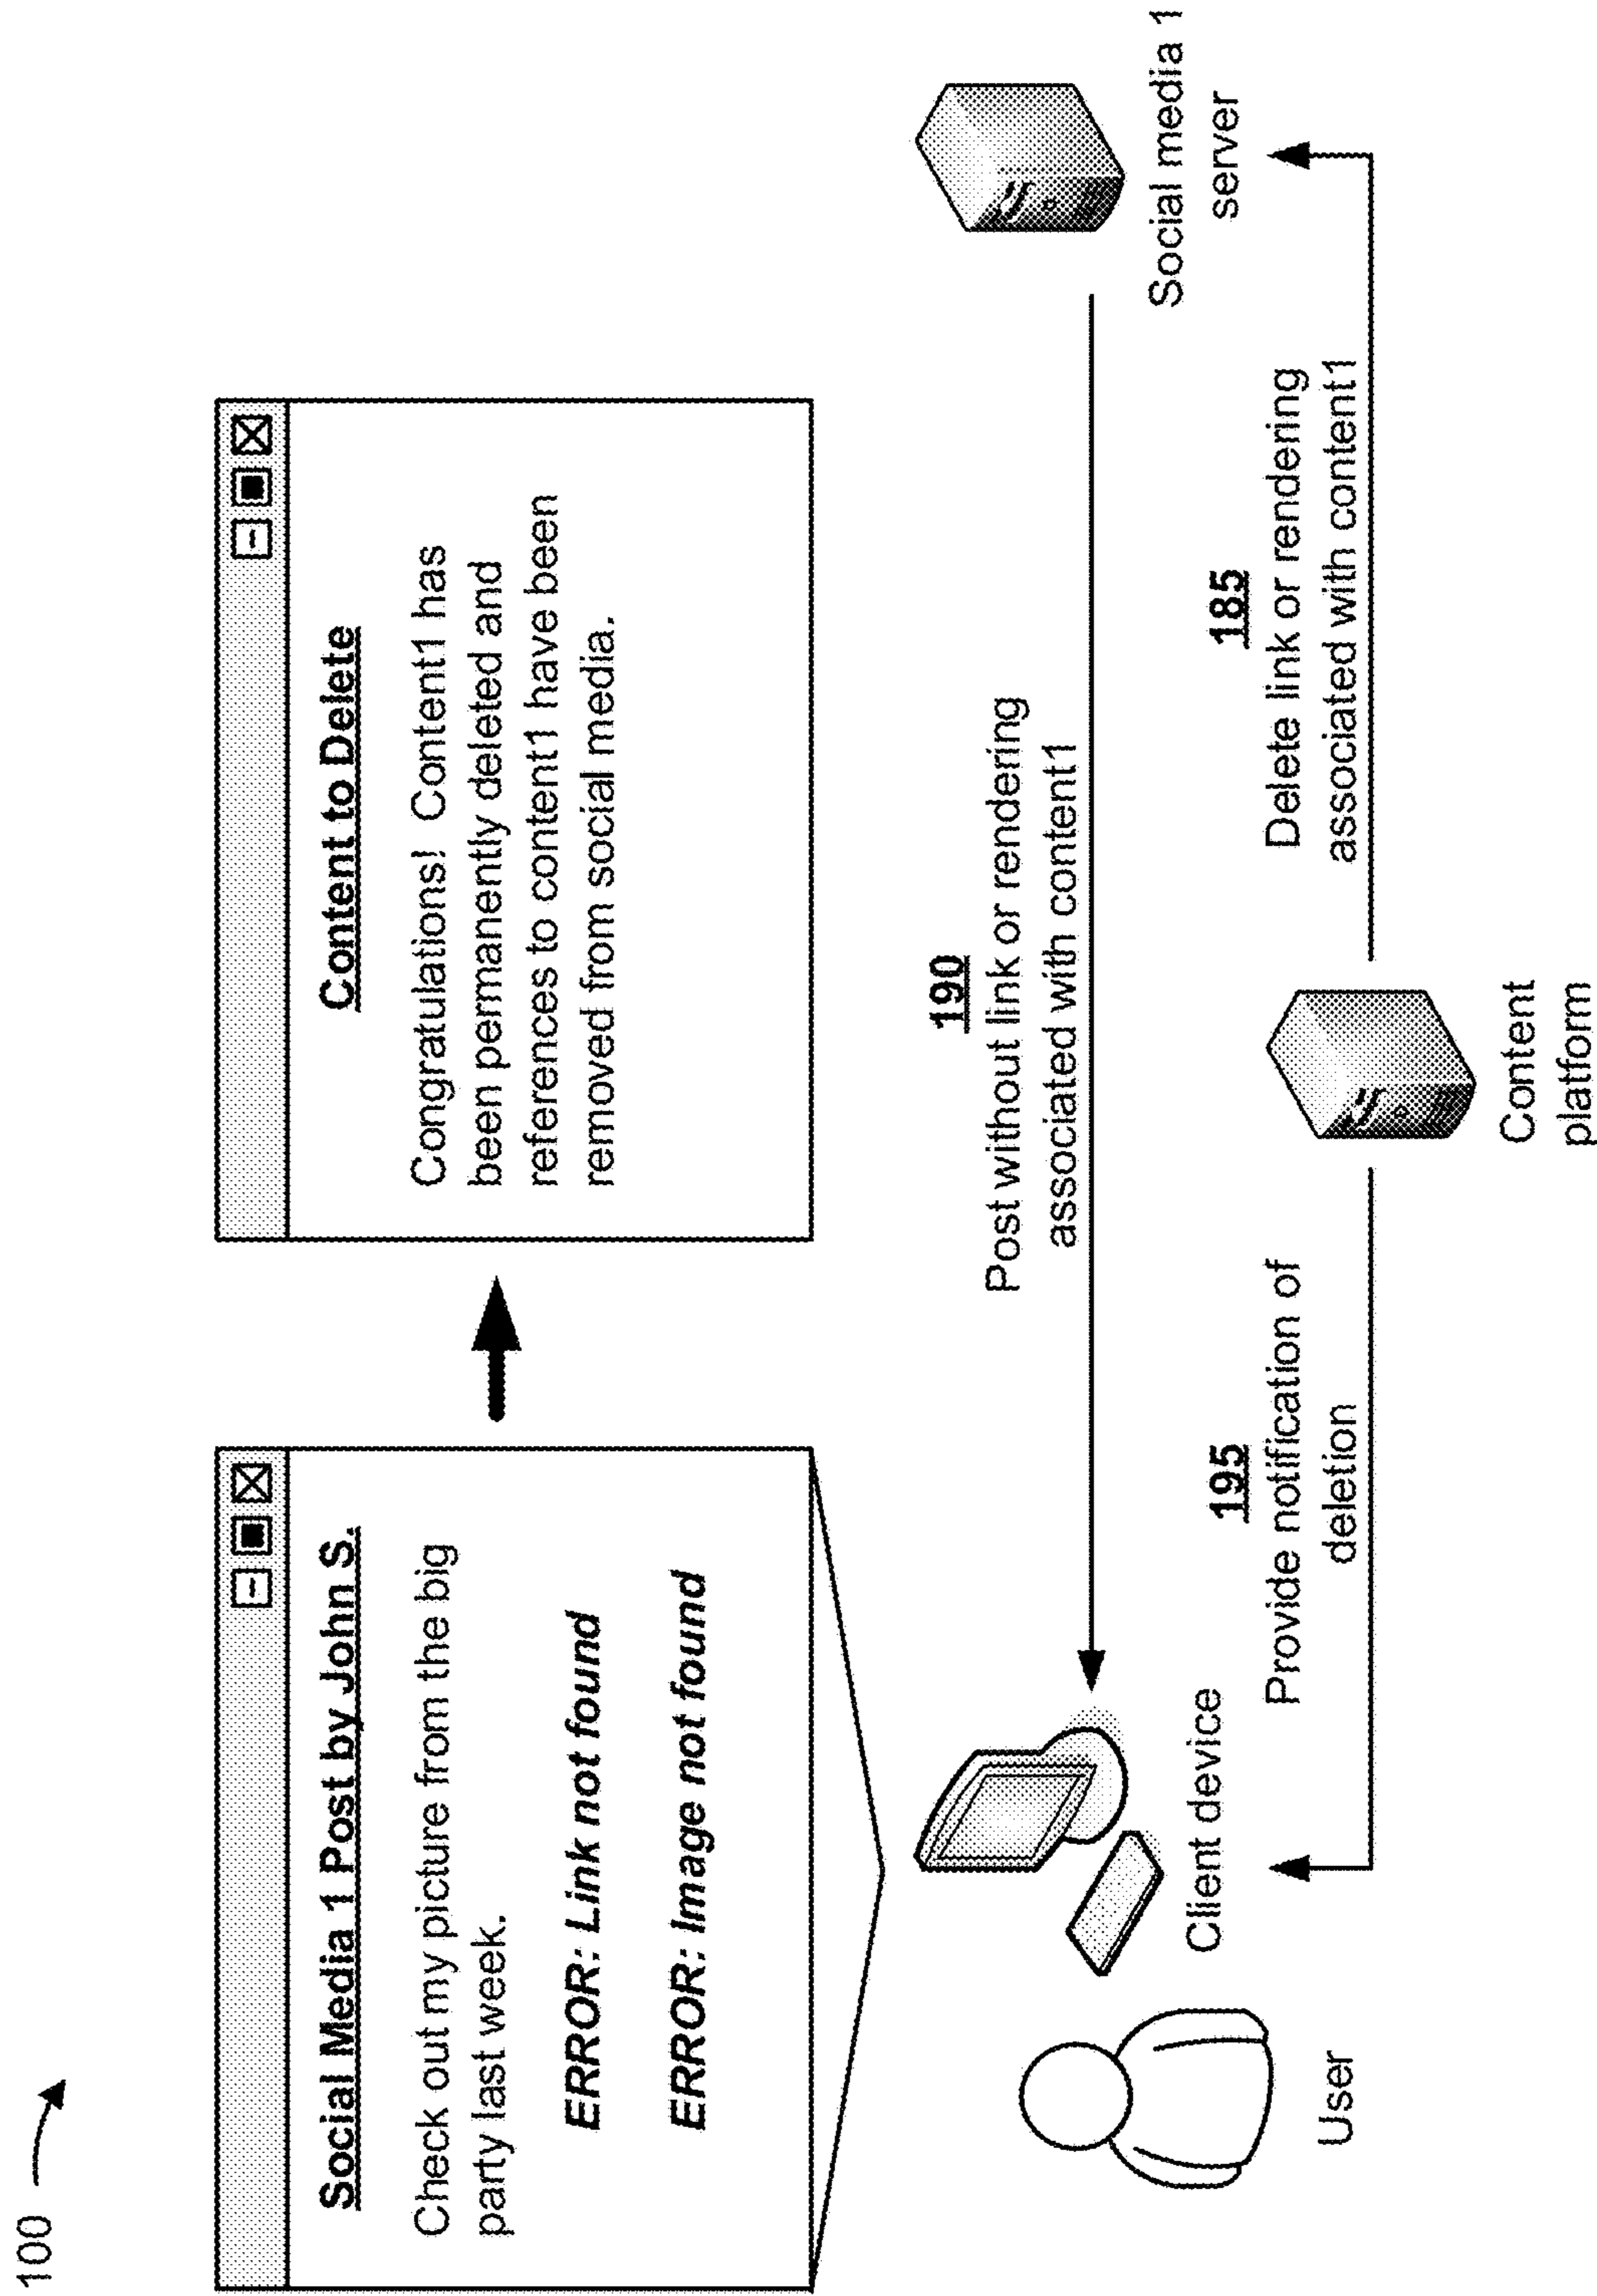 100
Social Media 1 Post by John S.
Check out my picture from the big
party last week.
ERROR: Link not found
ERROR: Image not found
Content to Delete
Congratulations! Content1 has
been permanently deleted and
references to content1 have been
removed from social media.
190
Post without link or rendering
associated with content1
User
Client device
Social media 1
server
195
Provide notification of
deletion
185
Delete link or rendering
associated with content1
Content
platform